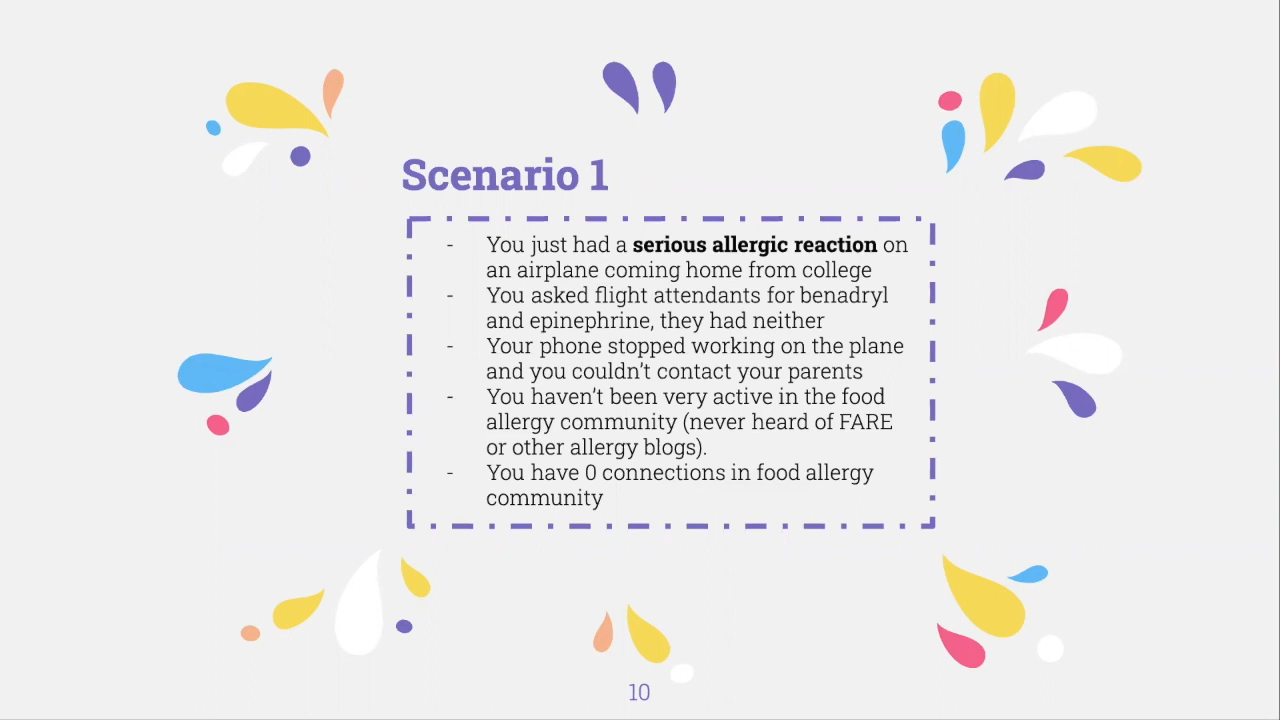 Scenario 1
- You just had a serious allergic reaction on
an airplane coming home from college
- You asked flight attendants for benadryl
and epinephrine, they had neither
- Your phone stopped working on the plane
and you couldn't contact your parents
- You haven't been very active in the food
allergy community (never heard of FARE
or other allergy blogs).
- You have 0 connections in food allergy
community
10